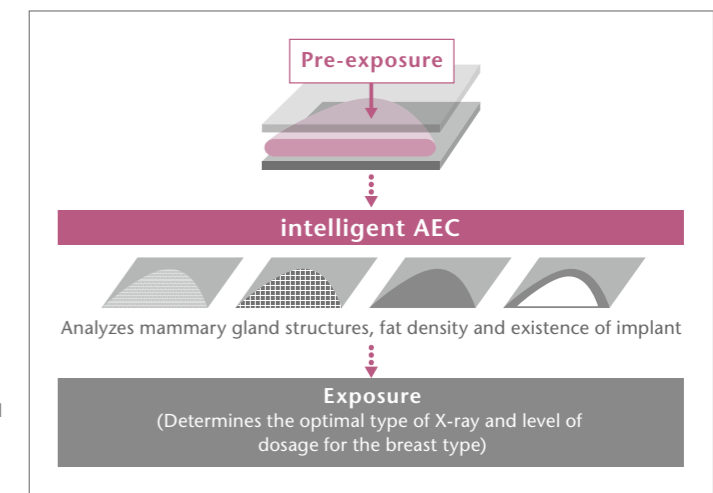 Pre-exposure
intelligent AEC
Analyzes mammary gland structures, fat density and existence of implant
Exposure
(Determines the optimal type of X-ray and level of
dosage for the breast type)